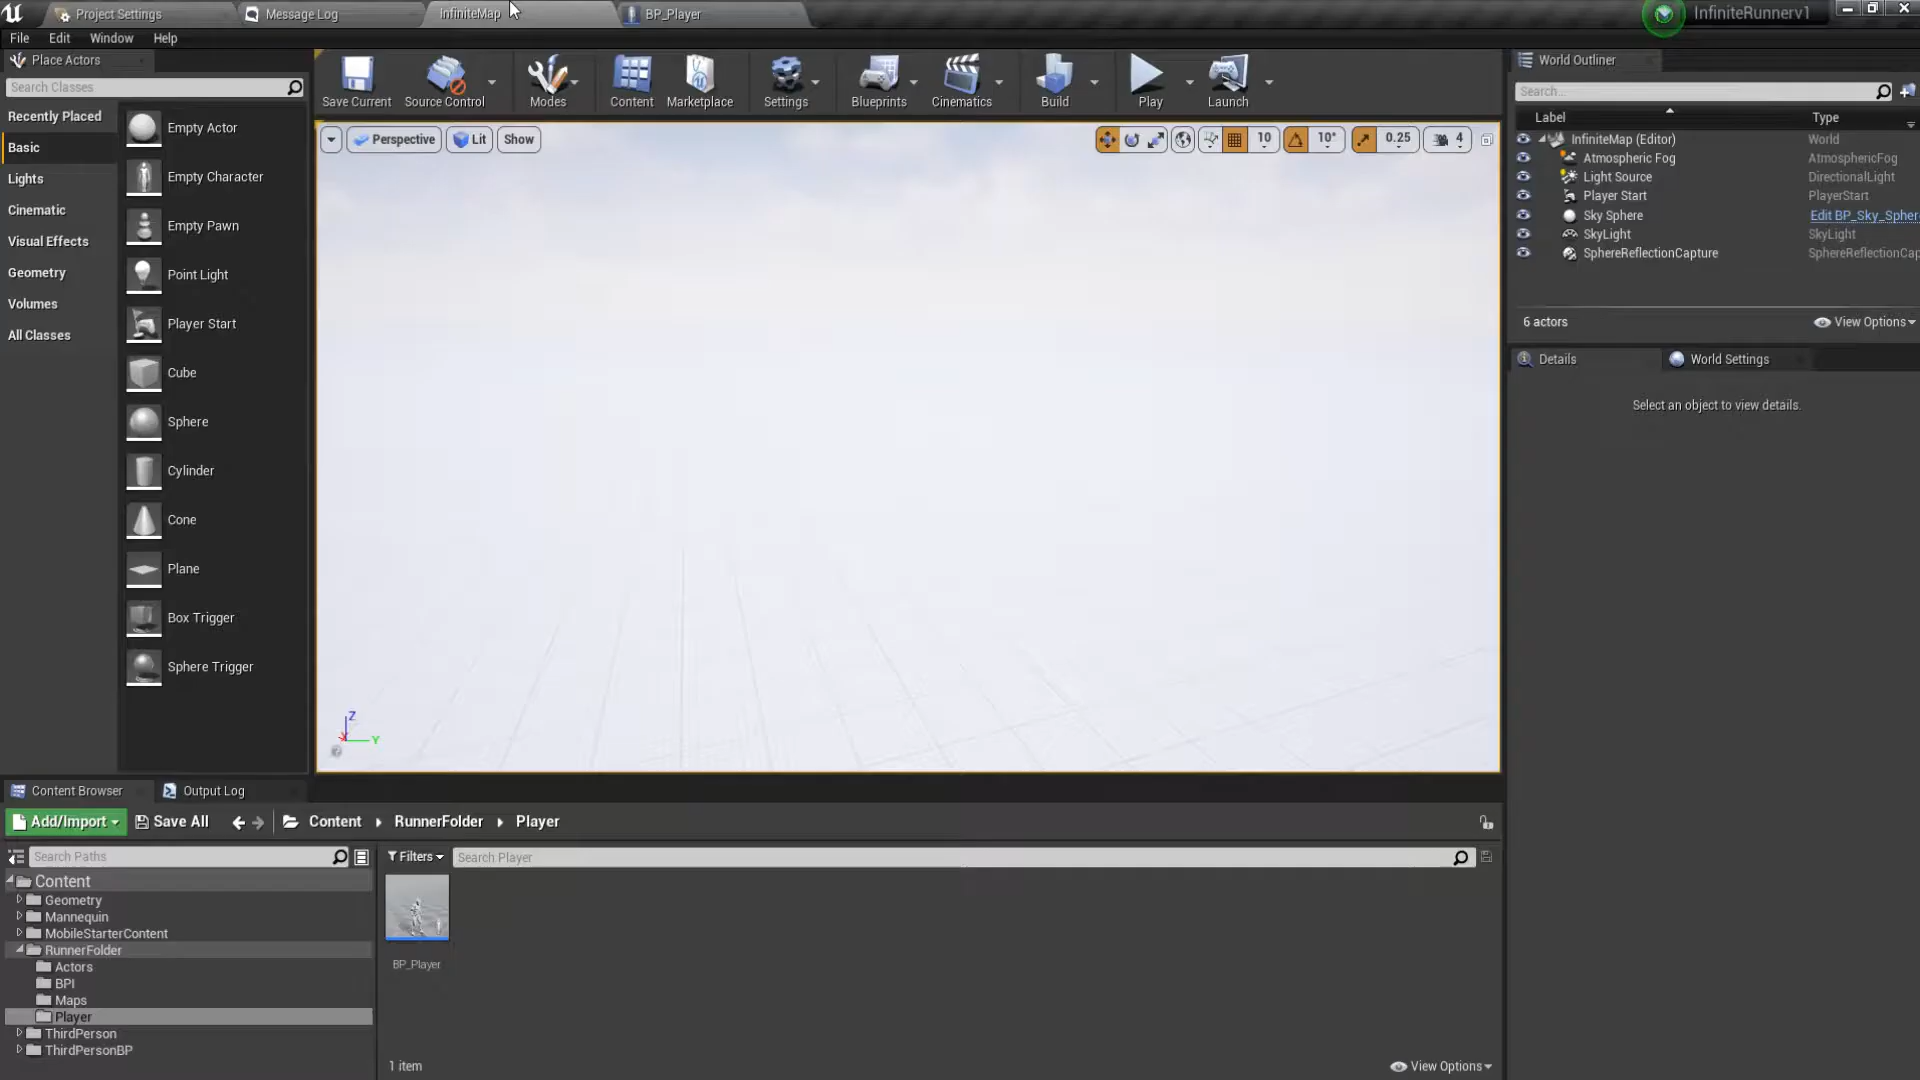 Project Settings
Message Log
InfiniteMap
BP_Player
InfiniteRunnerv1
File Edit Window Help
Place Actors
Search Classes
Recently Placed
Basic
Lights
Cinematic
Visual Effects
Geometry
Volumes
All Classes
Empty Actor
Empty Character
Empty Pawn
Point Light
Player Start
Cube
Sphere
Cylinder
Cone
Plane
Box Trigger
Sphere Trigger
Save Current
Source Control
Modes
Content
Marketplace
Settings
Blueprints
Cinematics
Build
Play
Launch
Perspective
Lit
Show
10
10°
0.25
4
Z
Y
World Outliner
Search...
Label Type
InfiniteMap (Editor) World
Atmospheric Fog AtmosphericFog
Light Source DirectionalLight
Player Start PlayerStart
Sky Sphere Edit BP_Sky_Spher
SkyLight SkyLight
SphereReflectionCapture SphereReflectionCap
6 actors
View Options
Details
World Settings
Select an object to view details.
Content Browser
Output Log
Add/Import
Save All
Content
RunnerFolder
Player
Search Paths
Filters
Search Player
Content
Geometry
Mannequin
MobileStarterContent
RunnerFolder
Actors
BPI
Maps
Player
ThirdPerson
ThirdPersonBP
BP_Player
1 item
View Options